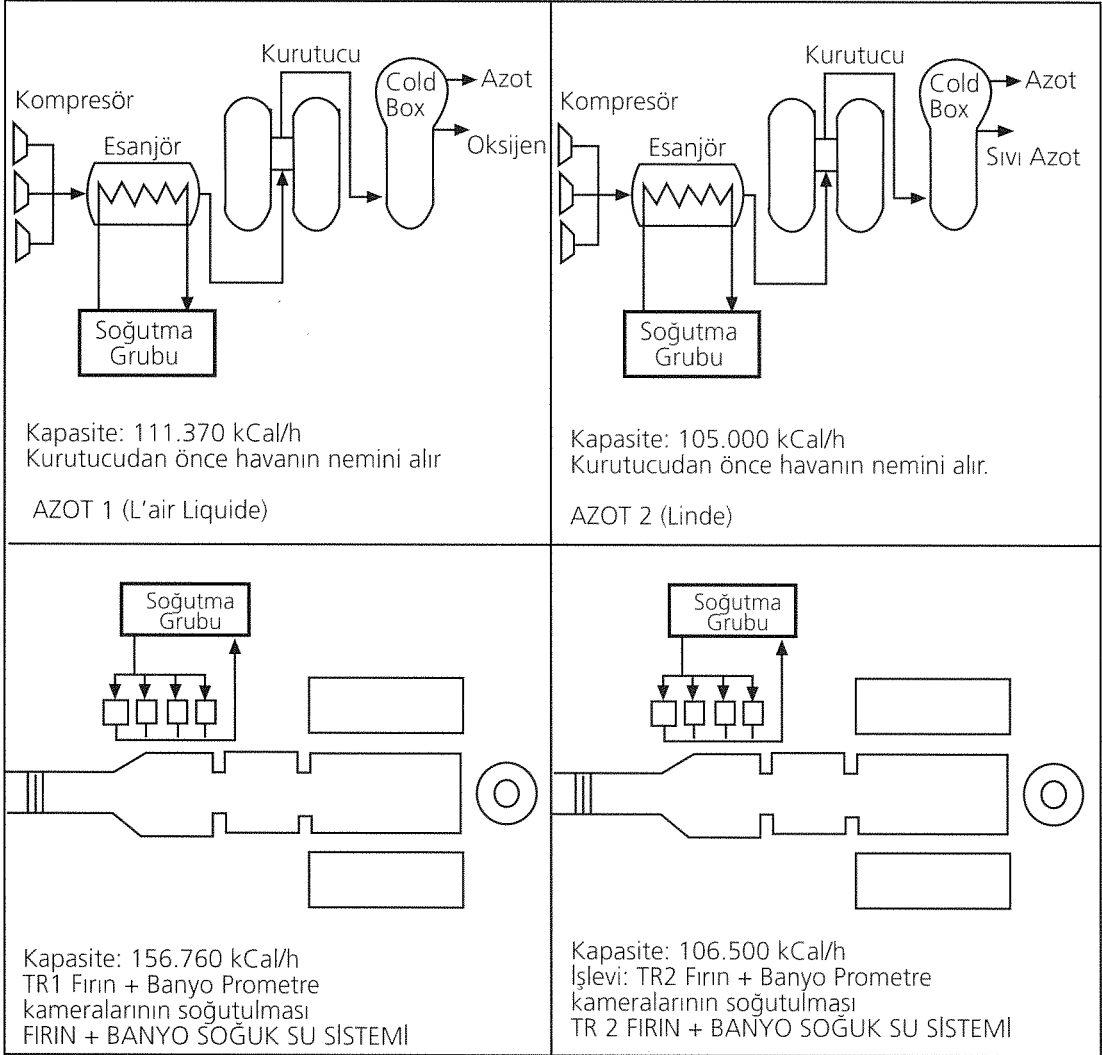 Kurutucu
Cold
Box
Azot
Kompresör
Oksijen
Esanjör
Soğutma
Grubu
Kapasite: 111.370 kCal/h
Kurutucudan önce havanın nemini alır
AZOT 1 (L'air Liquide)
Kurutucu
Cold
Box
Azot
Kompresör
Sıvı Azot
Esanjör
Soğutma
Grubu
Kapasite: 105.000 kCal/h
Kurutucudan önce havanın nemini alır.
AZOT 2 (Linde)
Soğutma
Grubu
Kapasite: 156.760 kCal/h
TR1 Fırın + Banyo Prometre
kameralarının soğutulması
FIRIN + BANYO SOĞUK SU SİSTEMİ
Soğutma
Grubu
Kapasite: 106.500 kCal/h
İşlevi: TR2 Fırın + Banyo Prometre
kameralarının soğutulması
TR 2 FIRIN + BANYO SOĞUK SU SİSTEMİ